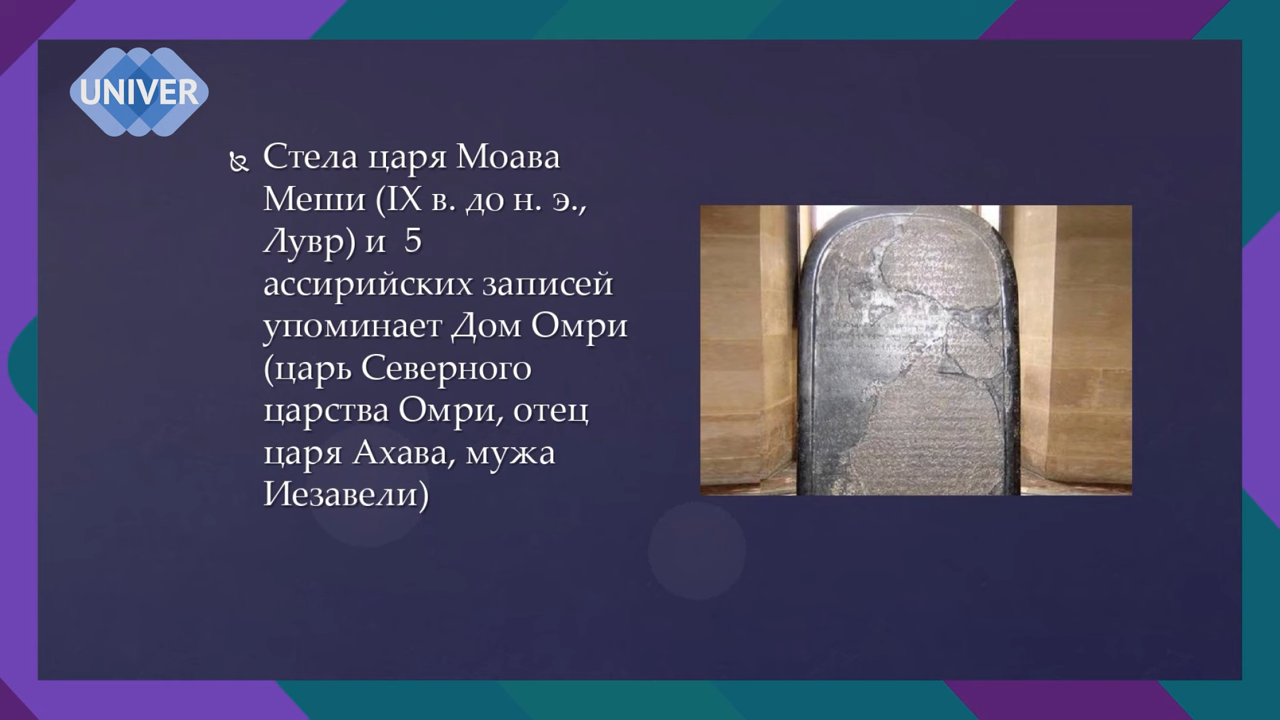 UNIVER
Стела царя Моава
Меши (IX в. до н. э.,
Лувр) и 5
ассирийских записей
упоминает Дом Омри
(царь Северного
царства Омри, отец
царя Ахава, мужа
Иезавели)